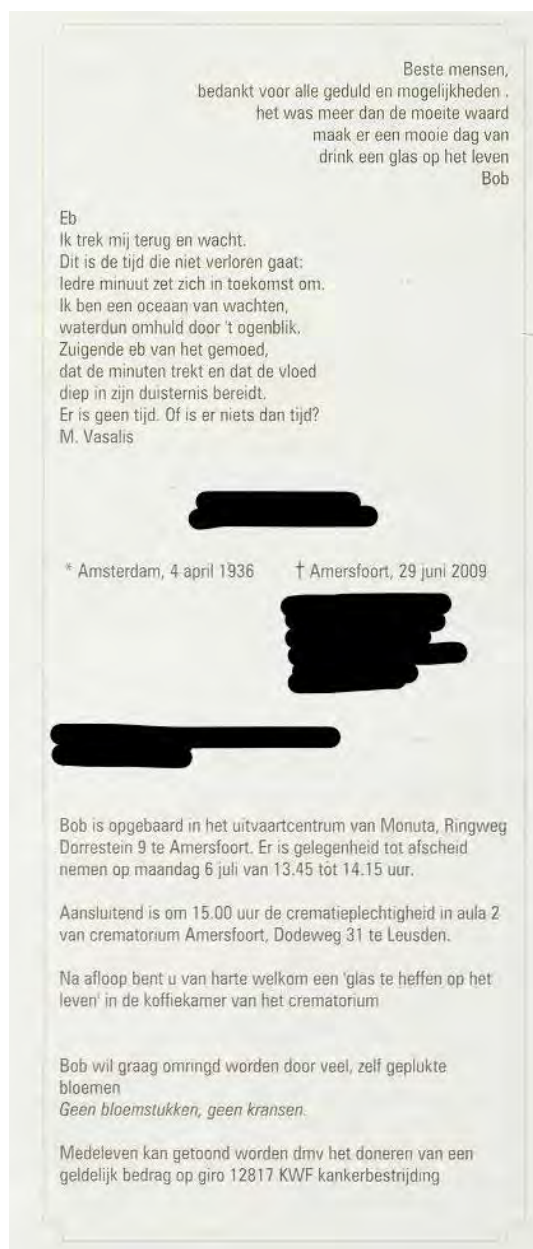 Beste mensen,
bedankt voor alle geduld en mogelijkheden .
het was meer dan de moeite waard
maak er een mooie dag van
drink een glas op het leven
Bob
Eb
Ik trek mij terug en wacht.
Dit is de tijd die niet verloren gaat:
Iedre minuut zet zich in toekomst om.
Ik ben een oceaan van wachten,
waterdun omhuld door 't ogenblik.
Zuigende eb van het gemoed,
dat de minuten trekt en dat de vloed
diep in zijn duisternis bereidt.
Er is geen tijd. Of is er niets dan tijd?
M. Vasalis
* Amsterdam, 4 april 1936 † Amersfoort, 29 juni 2009
Bob is opgebaard in het uitvaartcentrum van Monuta, Ringweg
Dorrestein 9 te Amersfoort. Er is gelegenheid tot afscheid
nemen op maandag 6 juli van 13.45 tot 14.15 uur.
Aansluitend is om 15.00 uur de crematieplechtigheid in aula 2
van crematorium Amersfoort, Dodeweg 31 te Leusden.
Na afloop bent u van harte welkom een 'glas te heffen op het
leven' in de koffiekamer van het crematorium
Bob wil graag omringd worden door veel, zelf geplukte
bloemen
Geen bloemstukken, geen kransen.
Medeleven kan getoond worden dmv het doneren van een
geldelijk bedrag op giro 12817 KWF kankerbestrijding